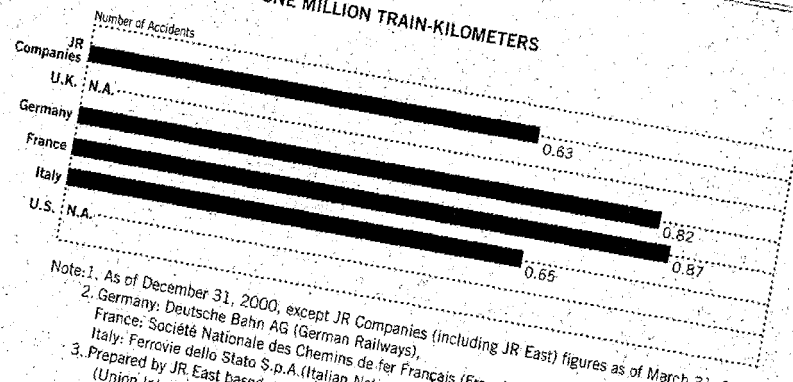 ONE MILLION TRAIN-KILOMETERS
Number of Accidents
JR
Companies
0.63
U.K. N.A.
Germany
0.82
France
0.87
Italy
0.65
U.S. N.A.
Note: 1. As of December 31, 2000, except JR Companies (including JR East) figures as of March 31,
2. Germany: Deutsche Bahn AG (German Railways),
France: Société Nationale des Chemins de fer Français
Italy: Ferrovie dello Stato S.p.A. (Italian
3. Prepared by JR East based
(Union